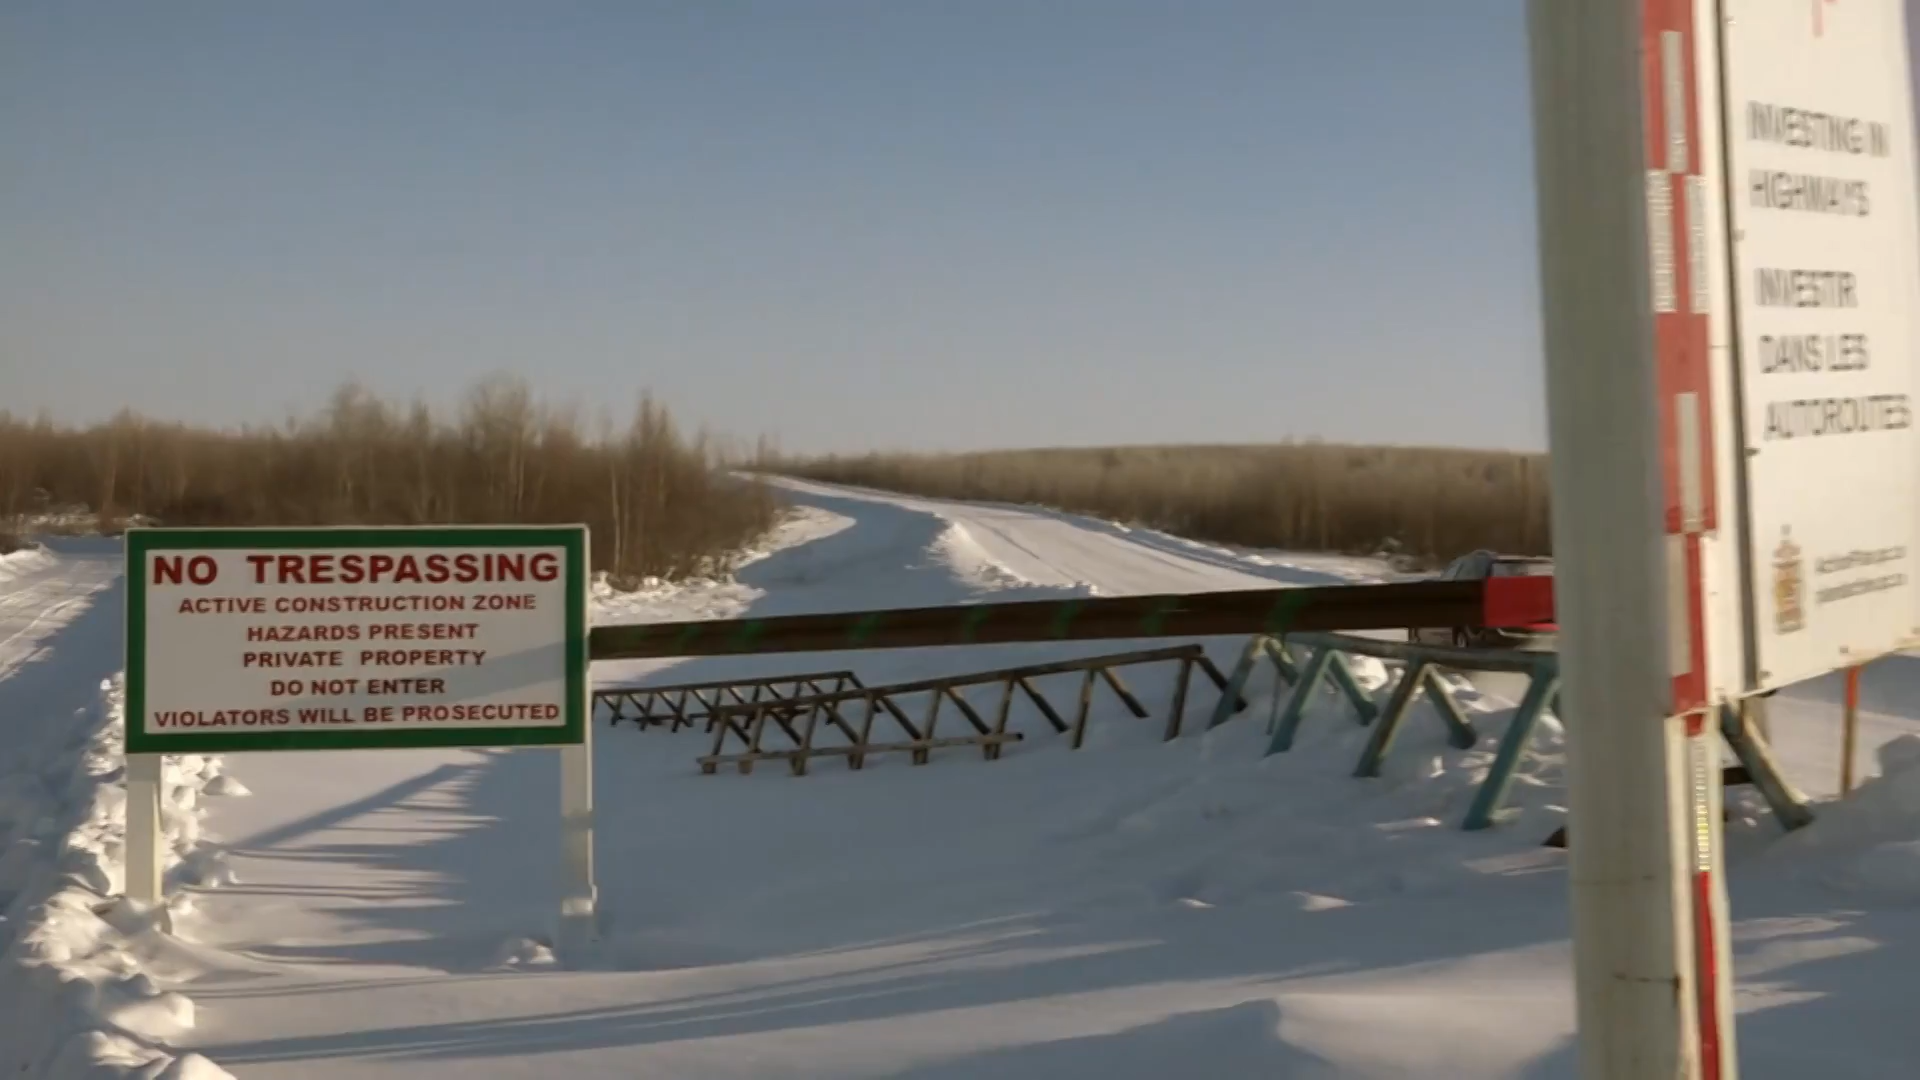 NO TRESPASSING
ACTIVE CONSTRUCTION ZONE
HAZARDS PRESENT
PRIVATE PROPERTY
DO NOT ENTER
VIOLATORS WILL BE PROSECUTED
INVESTING IN
HIGHWAYS
INVESTIR
DANS LES
AUTOROUTES